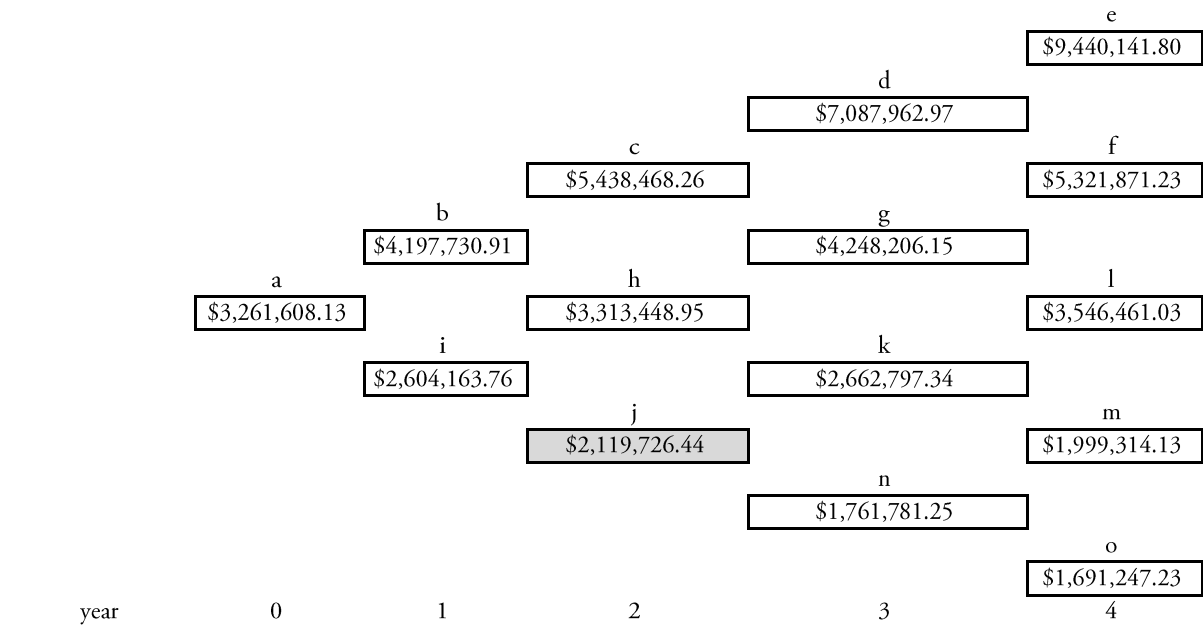 e
$9,440,141.80
d
$7,087,962.97
c
f
$5,438,468.26
$5,321,871.23
b
g
$4,197,730.91
$4,248,206.15
a
h
l
$3,261,608.13
$3,313,448.95
$3,546,461.03
i
k
$2,604,163.76
$2,662,797.34
j
m
$2,119,726.44
$1,999,314.13
n
$1,761,781.25
o
$1,691,247.23
year 0 1 2 3 4